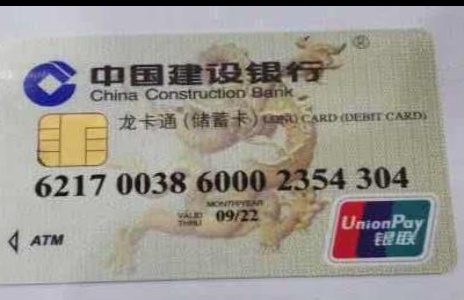 ®
中国建设银行
China Construction Bank
龙卡通(储蓄卡) LONG CARD (DEBIT CARD)
6217 0038 6000 2354 304
MONTH/YEAR
VALID THRU 09/22
ATM
UnionPay
银联